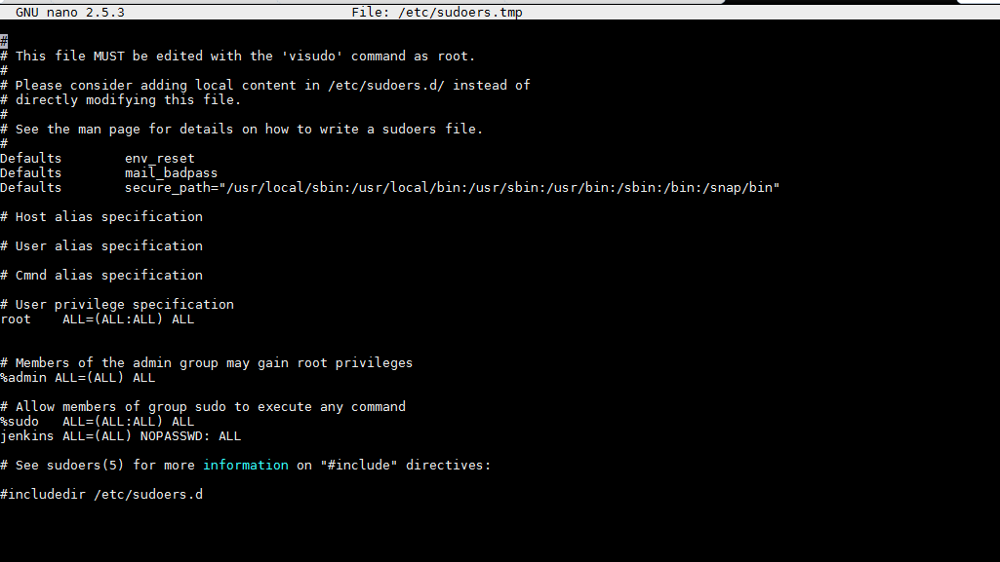 GNU nano 2.5.3 File: /etc/sudoers.tmp
#
# This file MUST be edited with the 'visudo' command as root.
#
# Please consider adding local content in /etc/sudoers.d/ instead of
# directly modifying this file.
#
# See the man page for details on how to write a sudoers file.
#
Defaults        env_reset
Defaults        mail_badpass
Defaults        secure_path="/usr/local/sbin:/usr/local/bin:/usr/sbin:/usr/bin:/sbin:/bin:/snap/bin"
# Host alias specification
# User alias specification
# Cmnd alias specification
# User privilege specification
root    ALL=(ALL:ALL) ALL
# Members of the admin group may gain root privileges
%admin ALL=(ALL) ALL
# Allow members of group sudo to execute any command
%sudo   ALL=(ALL:ALL) ALL
jenkins ALL=(ALL) NOPASSWD: ALL
# See sudoers(5) for more information on "#include" directives:
#includedir /etc/sudoers.d